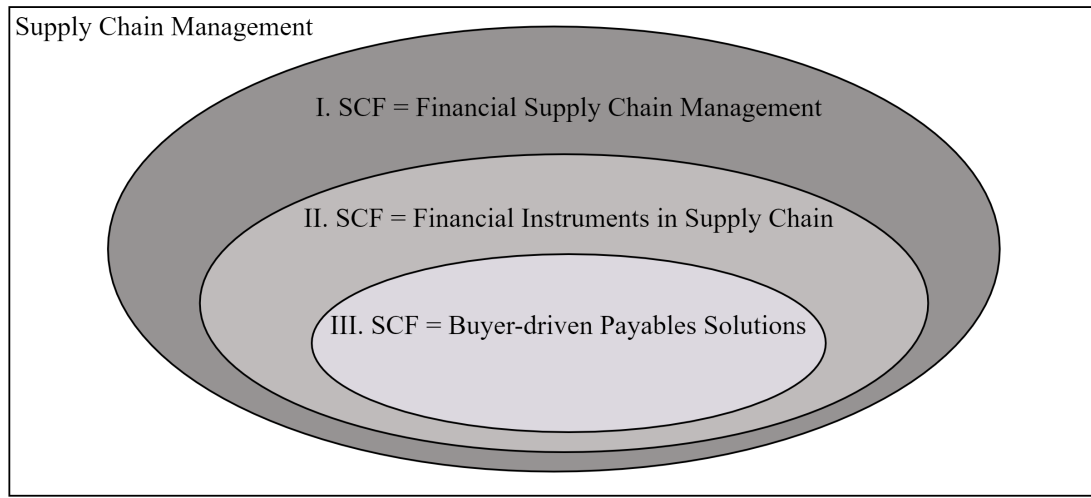 Supply Chain Management
I. SCF = Financial Supply Chain Management
II. SCF = Financial Instruments in Supply Chain
III. SCF = Buyer-driven Payables Solutions